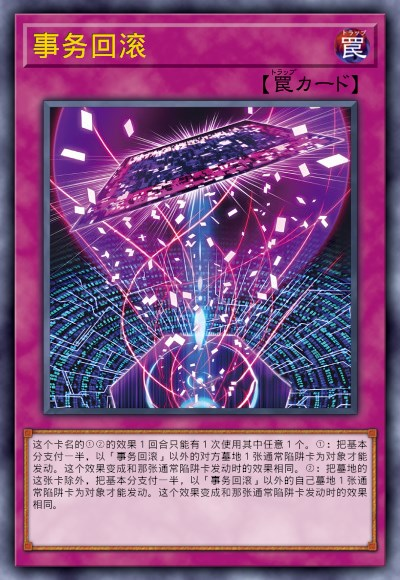 事务回滚
トラップ
罠
トラップ
【罠カード】
这个卡名的①②的效果1回合只能有1次使用其中任意1个。①：把基本
分支付一半，以「事务回滚」以外的对方墓地1张通常陷阱卡为对象才能
发动。这个效果变成和那张通常陷阱卡发动时的效果相同。②：把墓地的
这张卡除外，把基本分支付一半，以「事务回滚」以外的自己墓地1张通
常陷阱卡为对象才能发动。这个效果变成和那张通常陷阱卡发动时的效果
相同。